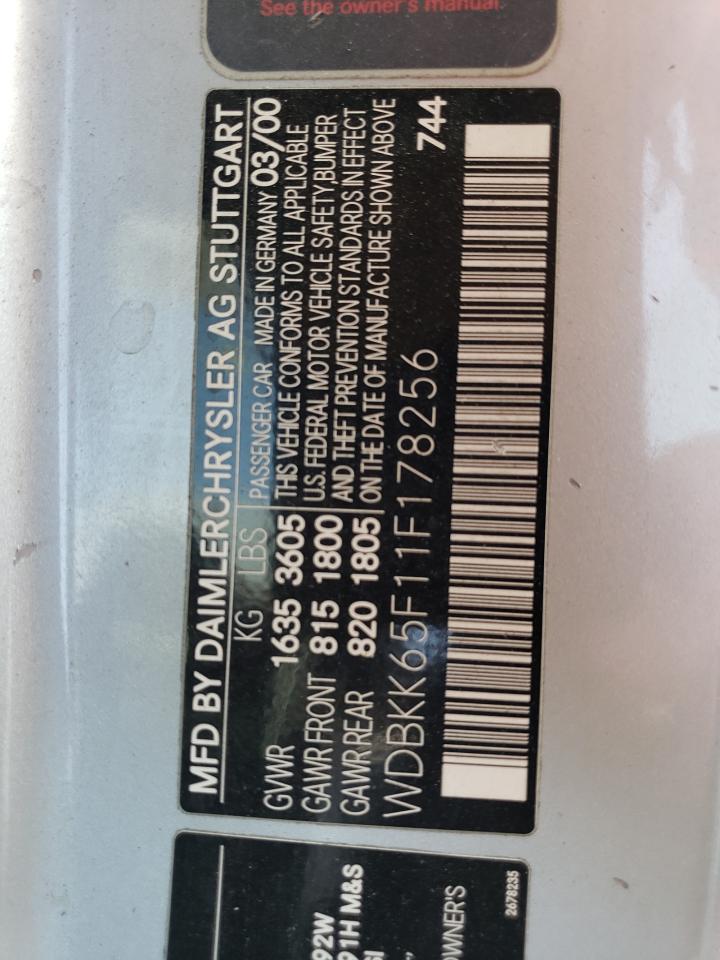 See the owner's manual.
MFD BY DAIMLERCHRYSLER AG STUTTGART
KG LBS PASSENGER CAR MADE IN GERMANY 03/00
GVWR 1635 3605 THIS VEHICLE CONFORMS TO ALL APPLICABLE
GAWR FRONT 815 1800 U.S. FEDERAL MOTOR VEHICLE SAFETY BUMPER
GAWR REAR 820 1805 AND THEFT PREVENTION STANDARDS IN EFFECT
ON THE DATE OF MANUFACTURE SHOWN ABOVE
WDBKK65F11F178256 744
92W
91H M&S
OWNER'S
2678235